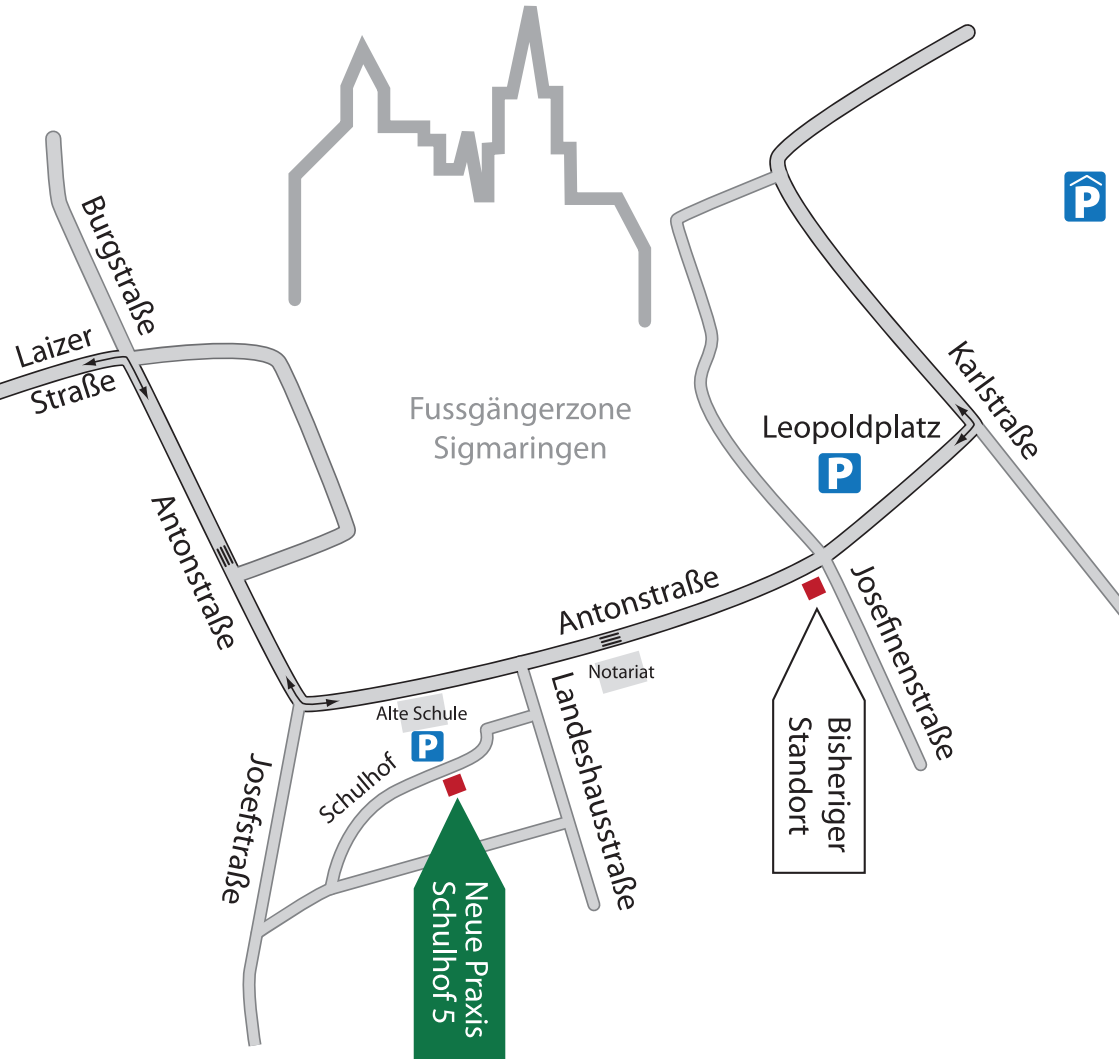 P
Burgstraße
Laizer
Straße
Karlstraße
Fussgängerzone
Sigmaringen
Leopoldplatz
P
Antonstraße
Antonstraße
Josefinenstraße
Notariat
Alte Schule
P
Schulhof
Landeshausstraße
Josefstraße
Bisheriger
Standort
Neue Praxis
Schulhof 5